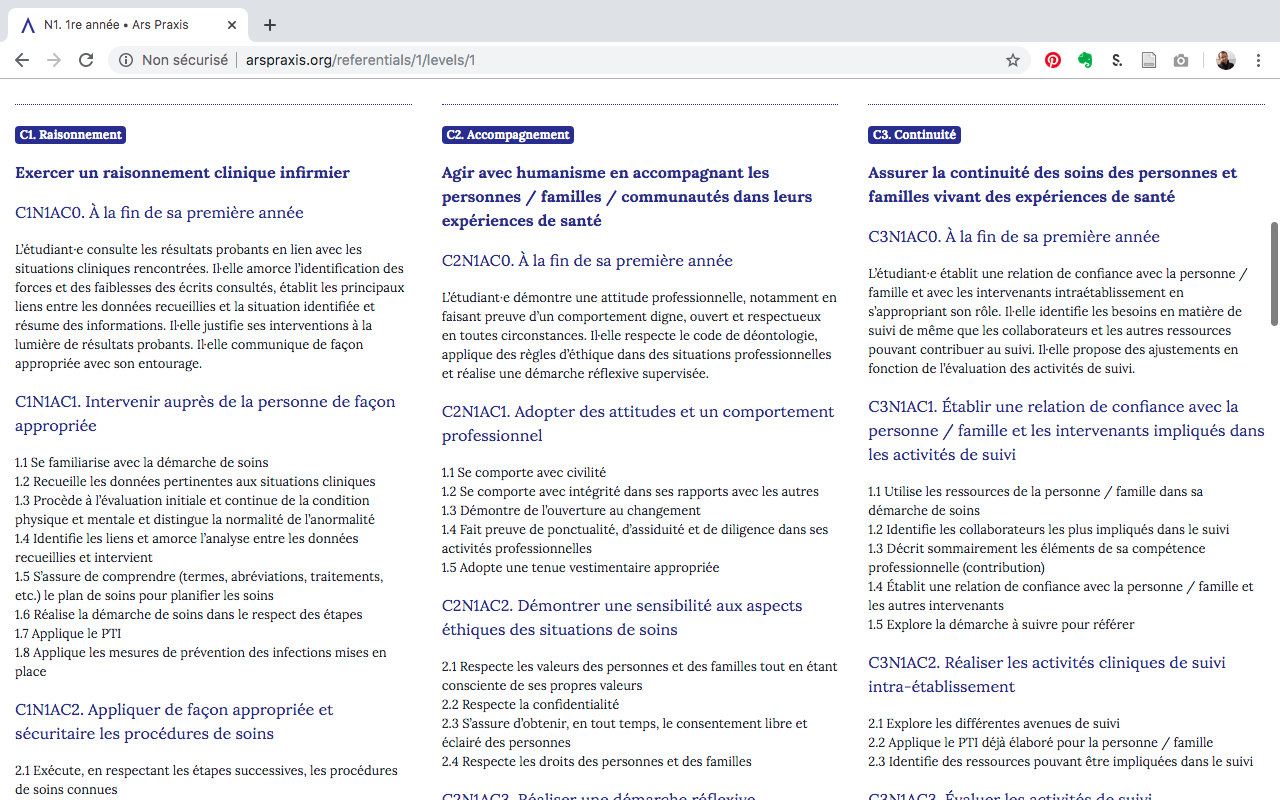 N1. 1re année • Ars Praxis
Non sécurisé
arspraxis.org/referentials/1/levels/1
S.
C1. Raisonnement
Exercer un raisonnement clinique infirmier
C1N1AC0. À la fin de sa première année
L'étudiant·e consulte les résultats probants en lien avec les
situations cliniques rencontrées. Il·elle amorce l'identification des
forces et des faiblesses des écrits consultés, établit les principaux
liens entre les données recueillies et la situation identifiée et
résume des informations. Il·elle justifie ses interventions à la
lumière de résultats probants. Il·elle communique de façon
appropriée avec son entourage.
C1N1AC1. Intervenir auprès de la personne de façon
appropriée
1.1 Se familiarise avec la démarche de soins
1.2 Recueille les données pertinentes aux situations cliniques
1.3 Procède à l'évaluation initiale et continue de la condition
physique et mentale et distingue la normalité de l'anormalité
1.4 Identifie les liens et amorce l'analyse entre les données
recueillies et intervient
1.5 S'assure de comprendre (termes, abréviations, traitements,
etc.) le plan de soins pour planifier les soins
1.6 Réalise la démarche de soins dans le respect des étapes
1.7 Applique le PTI
1.8 Applique les mesures de prévention des infections mises en
place
C1N1AC2. Appliquer de façon appropriée et
sécuritaire les procédures de soins
2.1 Exécute, en respectant les étapes successives, les procédures
de soins connues
C2. Accompagnement
Agir avec humanisme en accompagnant les
personnes / familles / communautés dans leurs
expériences de santé
C2N1AC0. À la fin de sa première année
L'étudiant·e démontre une attitude professionnelle, notamment en
faisant preuve d'un comportement digne, ouvert et respectueux
en toutes circonstances. Il·elle respecte le code de déontologie,
applique des règles d'éthique dans des situations professionnelles
et réalise une démarche réflexive supervisée.
C2N1AC1. Adopter des attitudes et un comportement
professionnel
1.1 Se comporte avec civilité
1.2 Se comporte avec intégrité dans ses rapports avec les autres
1.3 Démontre de l'ouverture au changement
1.4 Fait preuve de ponctualité, d'assiduité et de diligence dans ses
activités professionnelles
1.5 Adopte une tenue vestimentaire appropriée
C2N1AC2. Démontrer une sensibilité aux aspects
éthiques des situations de soins
2.1 Respecte les valeurs des personnes et des familles tout en étant
consciente de ses propres valeurs
2.2 Respecte la confidentialité
2.3 S'assure d'obtenir, en tout temps, le consentement libre et
éclairé des personnes
2.4 Respecte les droits des personnes et des familles
C2N1AC3. Réaliser une démarche réflexive
C3. Continuité
Assurer la continuité des soins des personnes et
familles vivant des expériences de santé
C3N1AC0. À la fin de sa première année
L'étudiant·e établit une relation de confiance avec la personne /
famille et avec les intervenants intraétablissement en
s'appropriant son rôle. Il·elle identifie les besoins en matière de
suivi de même que les collaborateurs et les autres ressources
pouvant contribuer au suivi. Il·elle propose des ajustements en
fonction de l'évaluation des activités de suivi.
C3N1AC1. Établir une relation de confiance avec la
personne / famille et les intervenants impliqués dans
les activités de suivi
1.1 Utilise les ressources de la personne / famille dans sa
démarche de soins
1.2 Identifie les collaborateurs les plus impliqués dans le suivi
1.3 Décrit sommairement les éléments de sa compétence
professionnelle (contribution)
1.4 Établit une relation de confiance avec la personne / famille et
les autres intervenants
1.5 Explore la démarche à suivre pour référer
C3N1AC2. Réaliser les activités cliniques de suivi
intra-établissement
2.1 Explore les différentes avenues de suivi
2.2 Applique le PTI déjà élaboré pour la personne / famille
2.3 Identifie des ressources pouvant être impliquées dans le suivi
C3N1AC3. Évaluer les activités de suivi